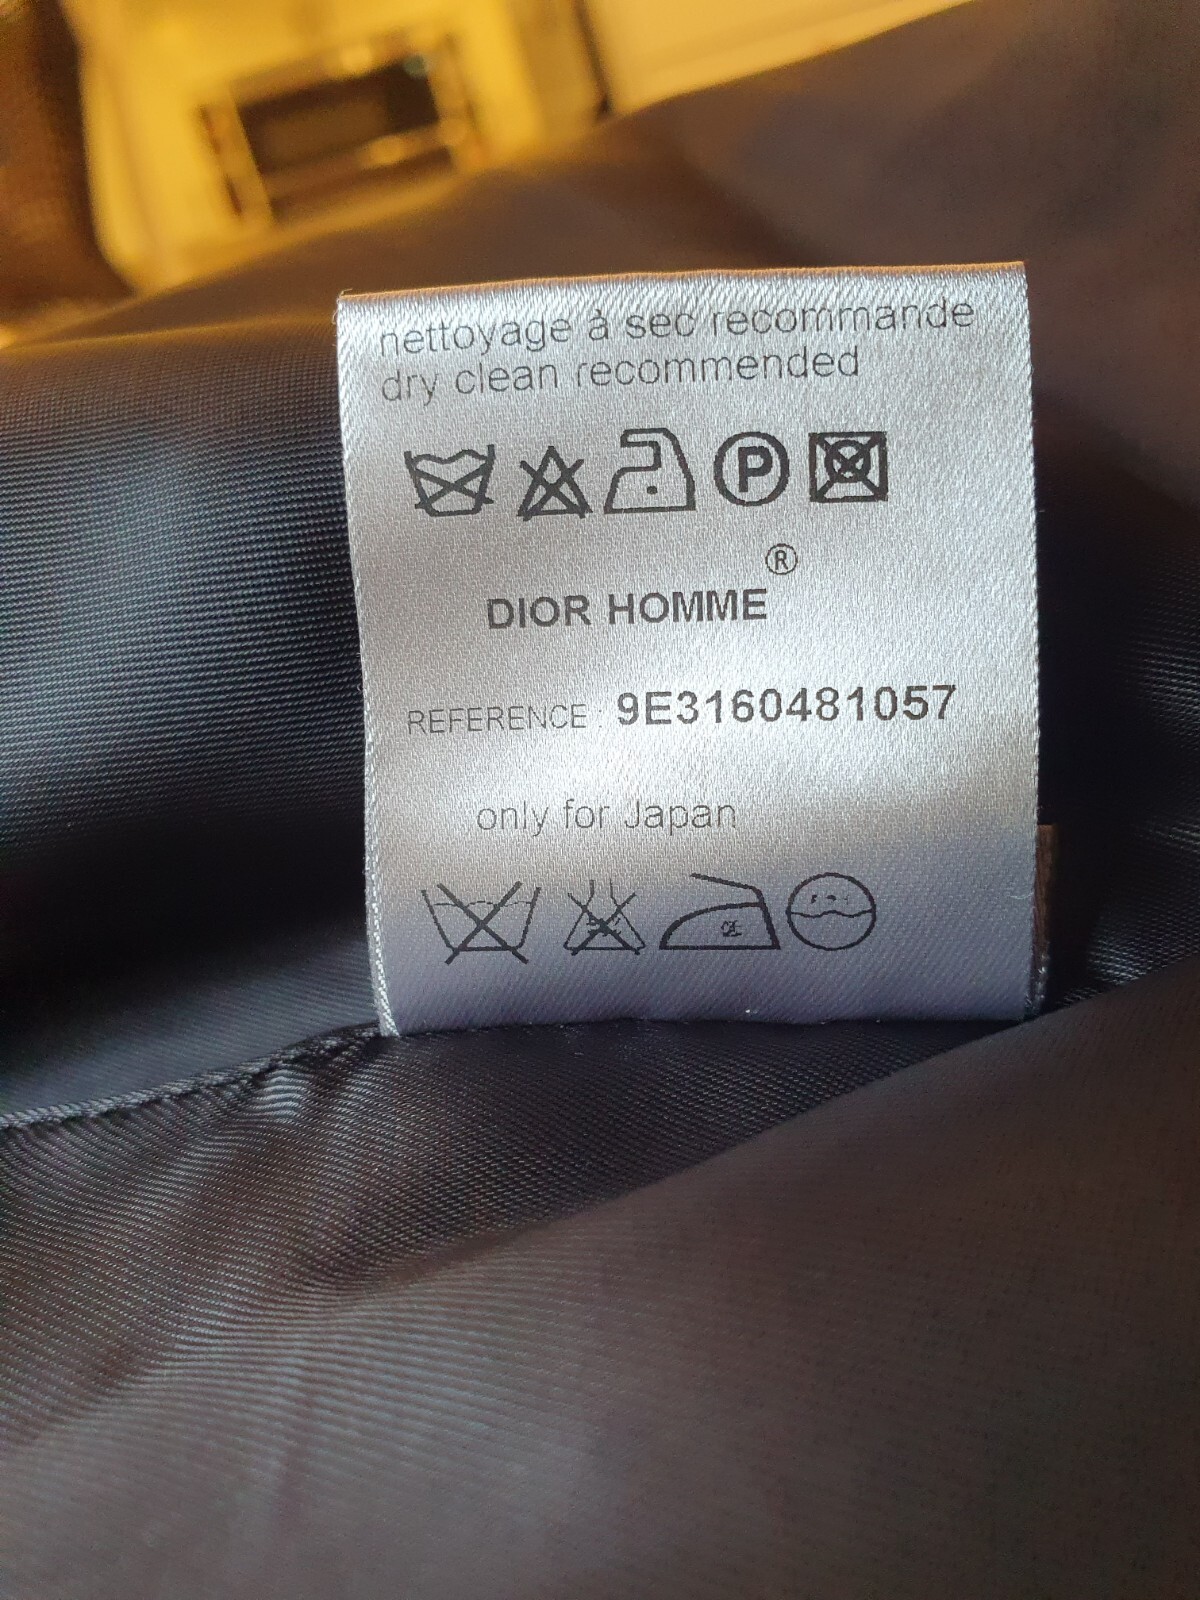 nettoyage à sec recommande
dry clean recommended
P
DIOR HOMME®
REFERENCE : 9E3160481057
only for Japan